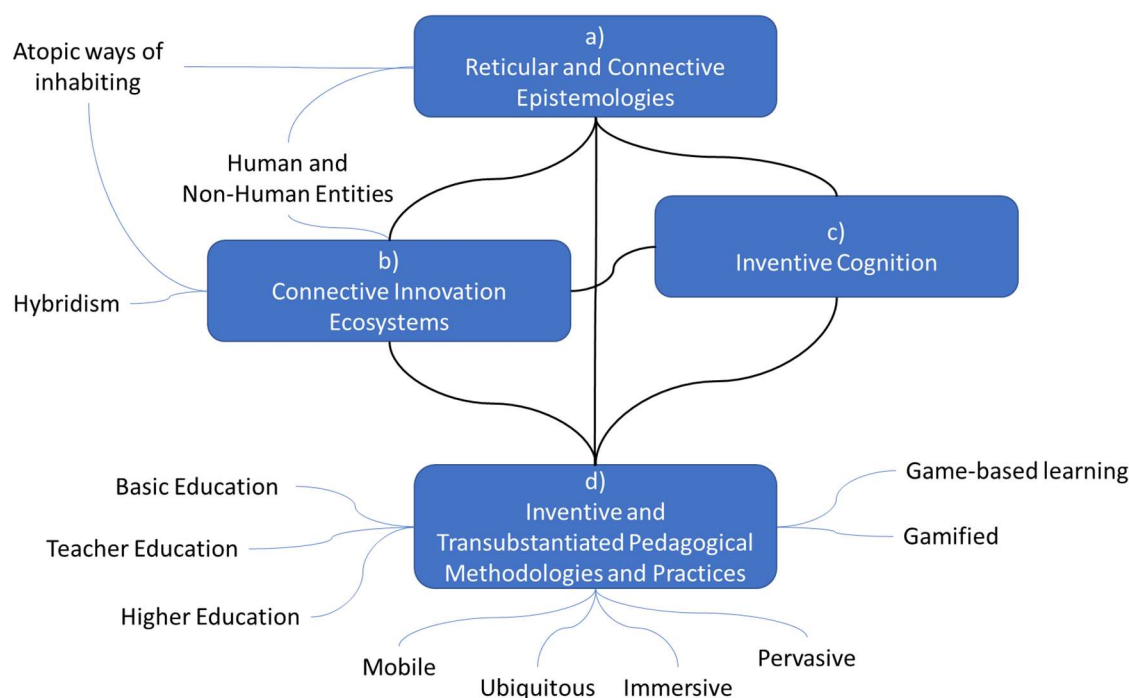 a)
Reticular and Connective
Epistemologies
Atopic ways of
inhabiting
Human and
Non-Human Entities
c)
Inventive Cognition
b)
Connective Innovation
Ecosystems
Hybridism
d)
Inventive and
Transubstantiated Pedagogical
Methodologies and Practices
Basic Education
Teacher Education
Higher Education
Game-based learning
Gamified
Mobile
Ubiquitous
Immersive
Pervasive